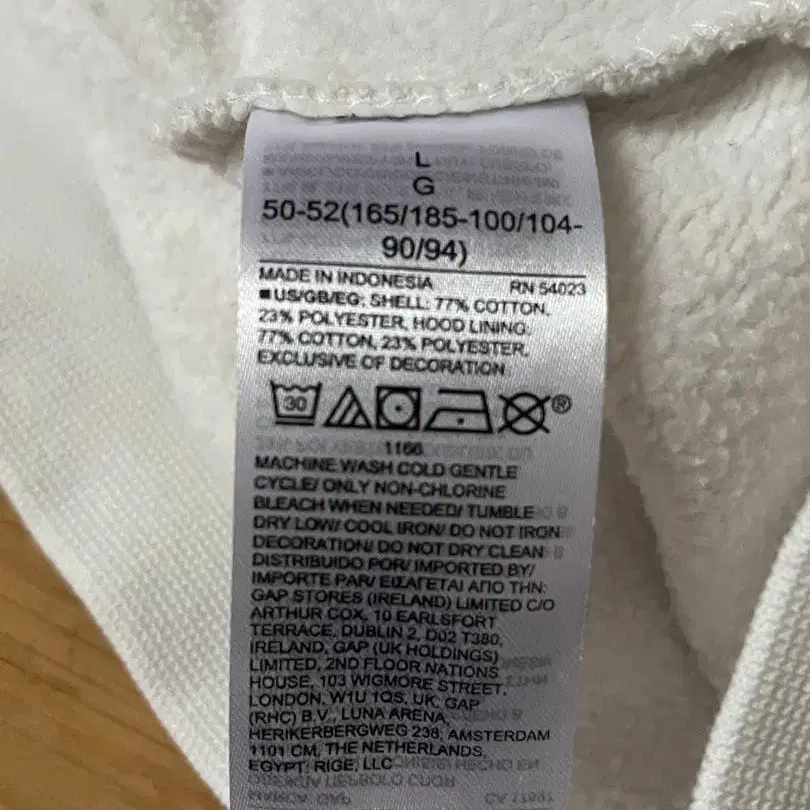 L
G
50-52(165/185-100/104-
90/94)
MADE IN INDONESIA RN 54023
■US/GB/EG: SHELL: 77% COTTON,
23% POLYESTER, HOOD LINING:
77% COTTON, 23% POLYESTER.
EXCLUSIVE OF DECORATION
30 ®
1166
MACHINE WASH COLD GENTLE
CYCLE/ ONLY NON-CHLORINE
BLEACH WHEN NEEDED/ TUMBLE
DRY LOW/ COOL IRON/ DO NOT IRON
DECORATION/ DO NOT DRY CLEAN
DISTRIBUIDO POR/ IMPORTED BY/
IMPORTE PAR/ ΕΙΣΑΓΕΤΑΙ ΑΠΟ ΤΗΝ:
GAP STORES (IRELAND) LIMITED C/O
ARTHUR COX, 10 EARLSFORT
TERRACE, DUBLIN 2, D02 T380,
IRELAND, GAP (UK HOLDINGS)
LIMITED, 2ND FLOOR NATIONS
HOUSE, 103 WIGMORE STREET,
LONDON, W1U 1QS, UK. GAP
(RHC) B.V., LUNA ARENA,
HERIKERBERGWEG 238, AMSTERDAM
1101 CM, THE NETHERLANDS.
EGYPT: RIGE, LLC